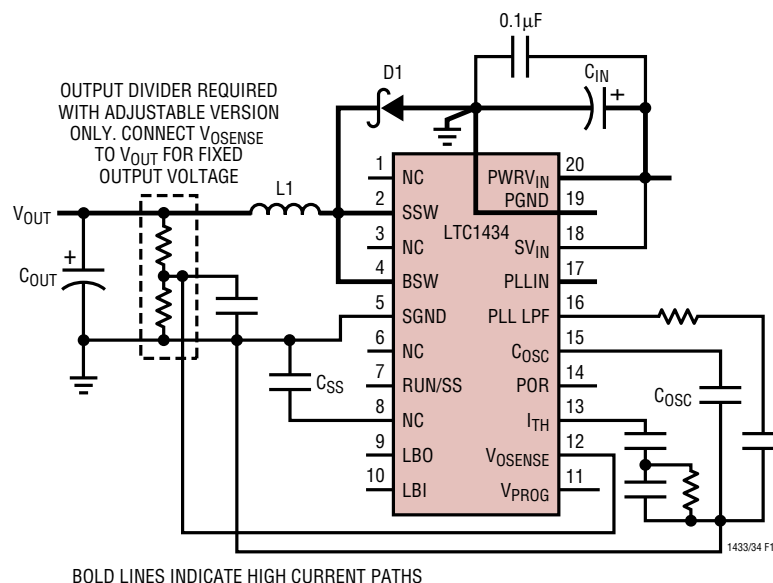 0.1µF
D1
CIN
+
OUTPUT DIVIDER REQUIRED
WITH ADJUSTABLE VERSION
ONLY. CONNECT VOSENSE
TO VOUT FOR FIXED
OUTPUT VOLTAGE
L1
VOUT
+
COUT
LTC1434
1 NC
2 SSW
3 NC
4 BSW
5 SGND
6 NC
7 RUN/SS
8 NC
9 LBO
10 LBI
PWRVIN 20
PGND 19
SVIN 18
PLLIN 17
PLL LPF 16
COSC 15
POR 14
ITH 13
VOSENSE 12
VPROG 11
CSS
COSC
1433/34 F1
BOLD LINES INDICATE HIGH CURRENT PATHS